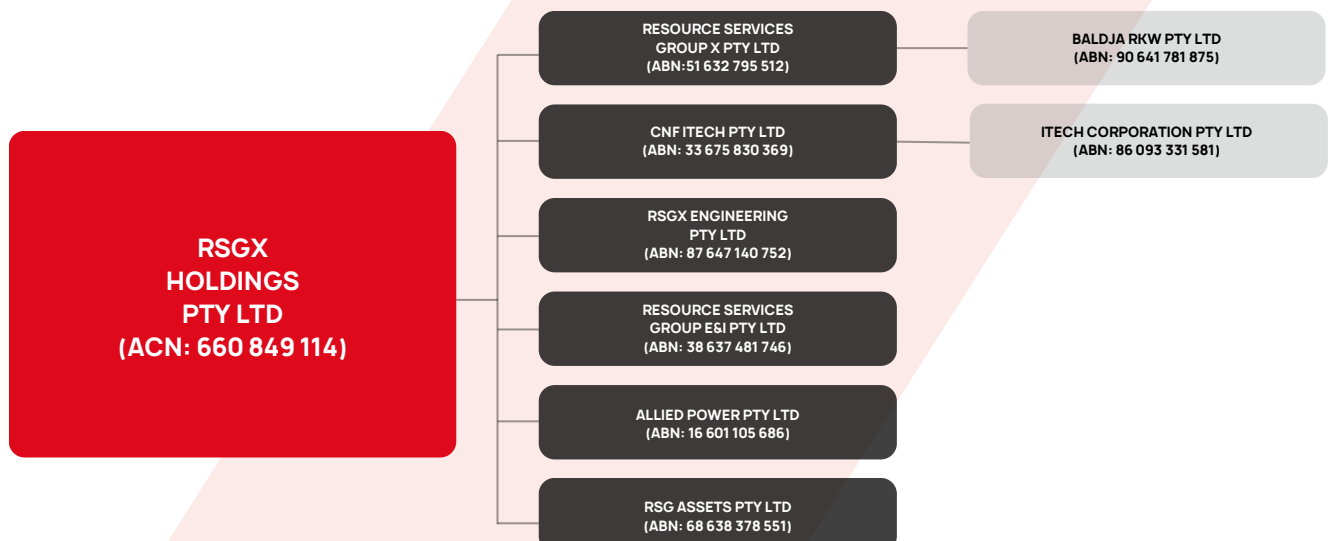 RSGX
HOLDINGS
PTY LTD
(ACN: 660 849 114)
RESOURCE SERVICES
GROUP X PTY LTD
(ABN:51 632 795 512)
BALDJA RKW PTY LTD
(ABN: 90 641 781 875)
CNF ITECH PTY LTD
(ABN: 33 675 830 369)
ITECH CORPORATION PTY LTD
(ABN: 86 093 331 581)
RSGX ENGINEERING
PTY LTD
(ABN: 87 647 140 752)
RESOURCE SERVICES
GROUP E&I PTY LTD
(ABN: 38 637 481 746)
ALLIED POWER PTY LTD
(ABN: 16 601 105 686)
RSG ASSETS PTY LTD
(ABN: 68 638 378 551)